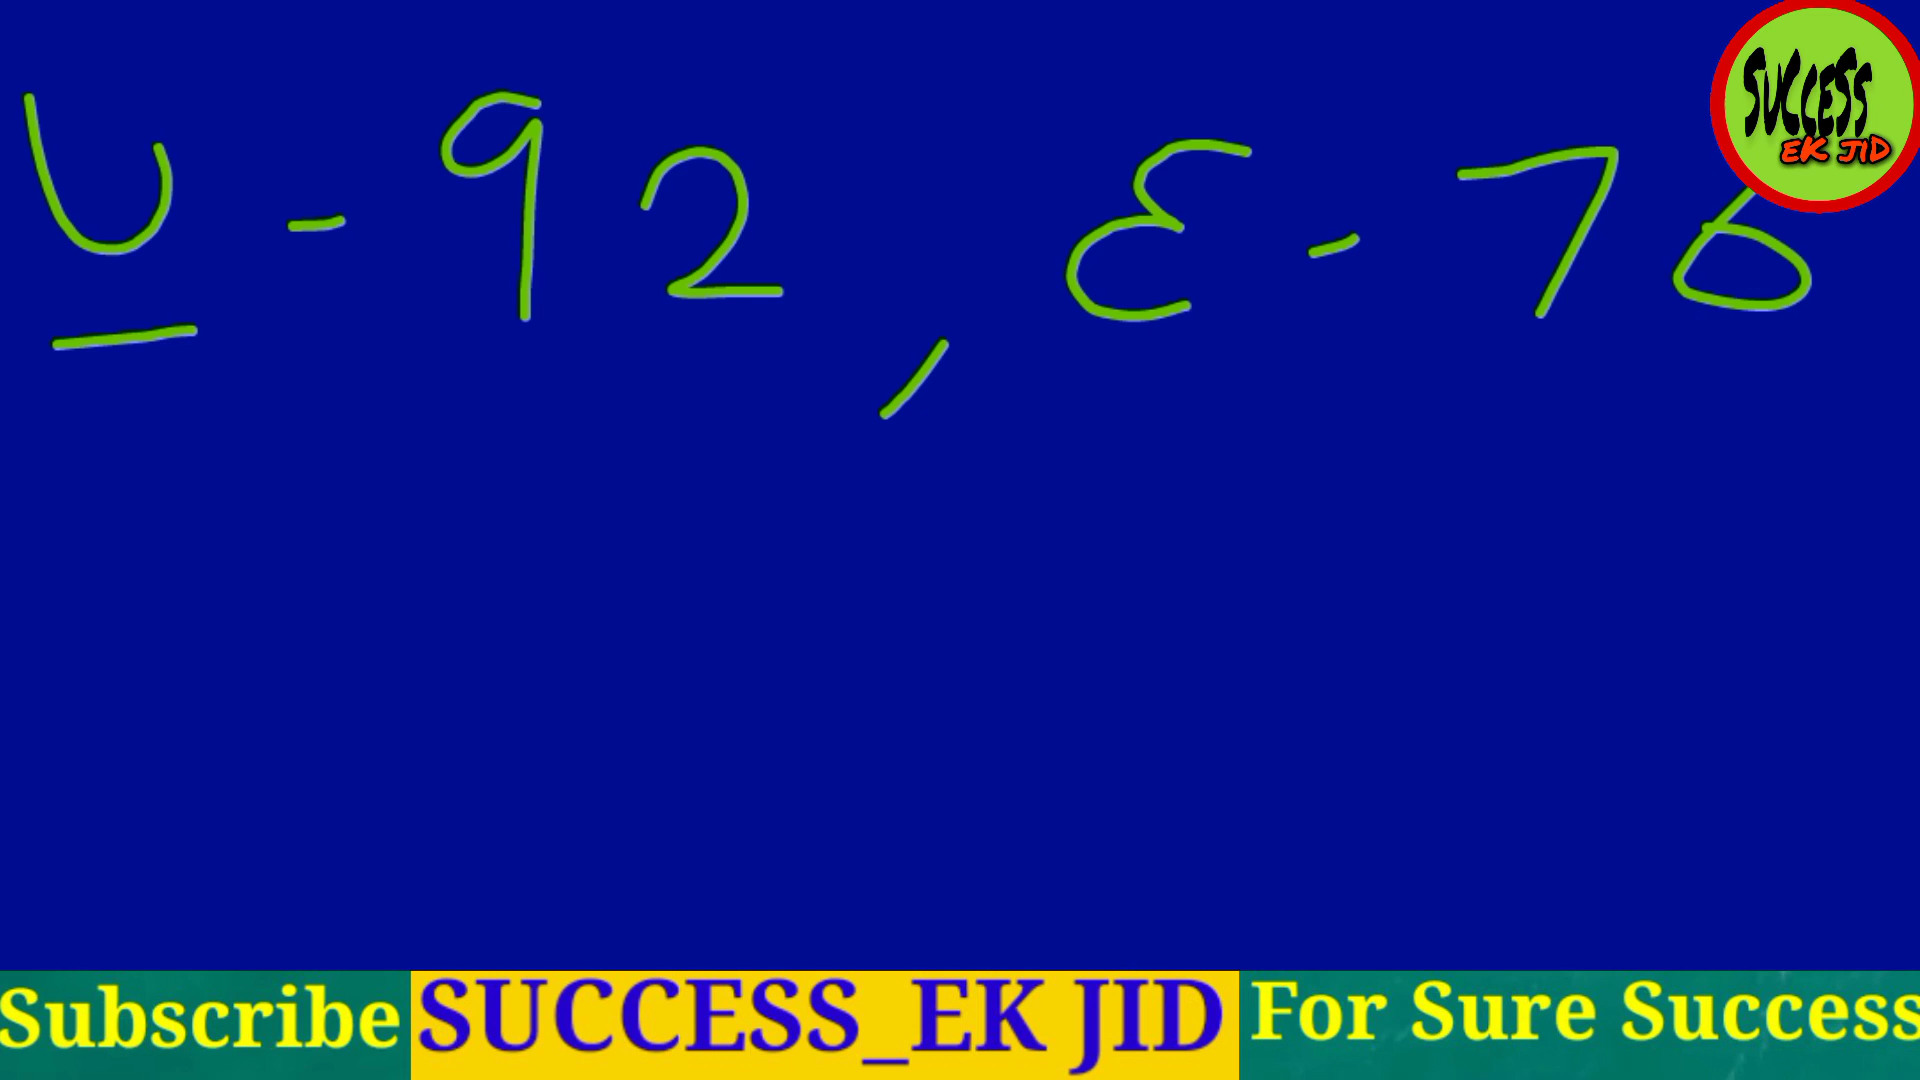 U - 92, E - 76
SUCCESS
EK JID
Subscribe SUCCESS_EK JID For Sure Success